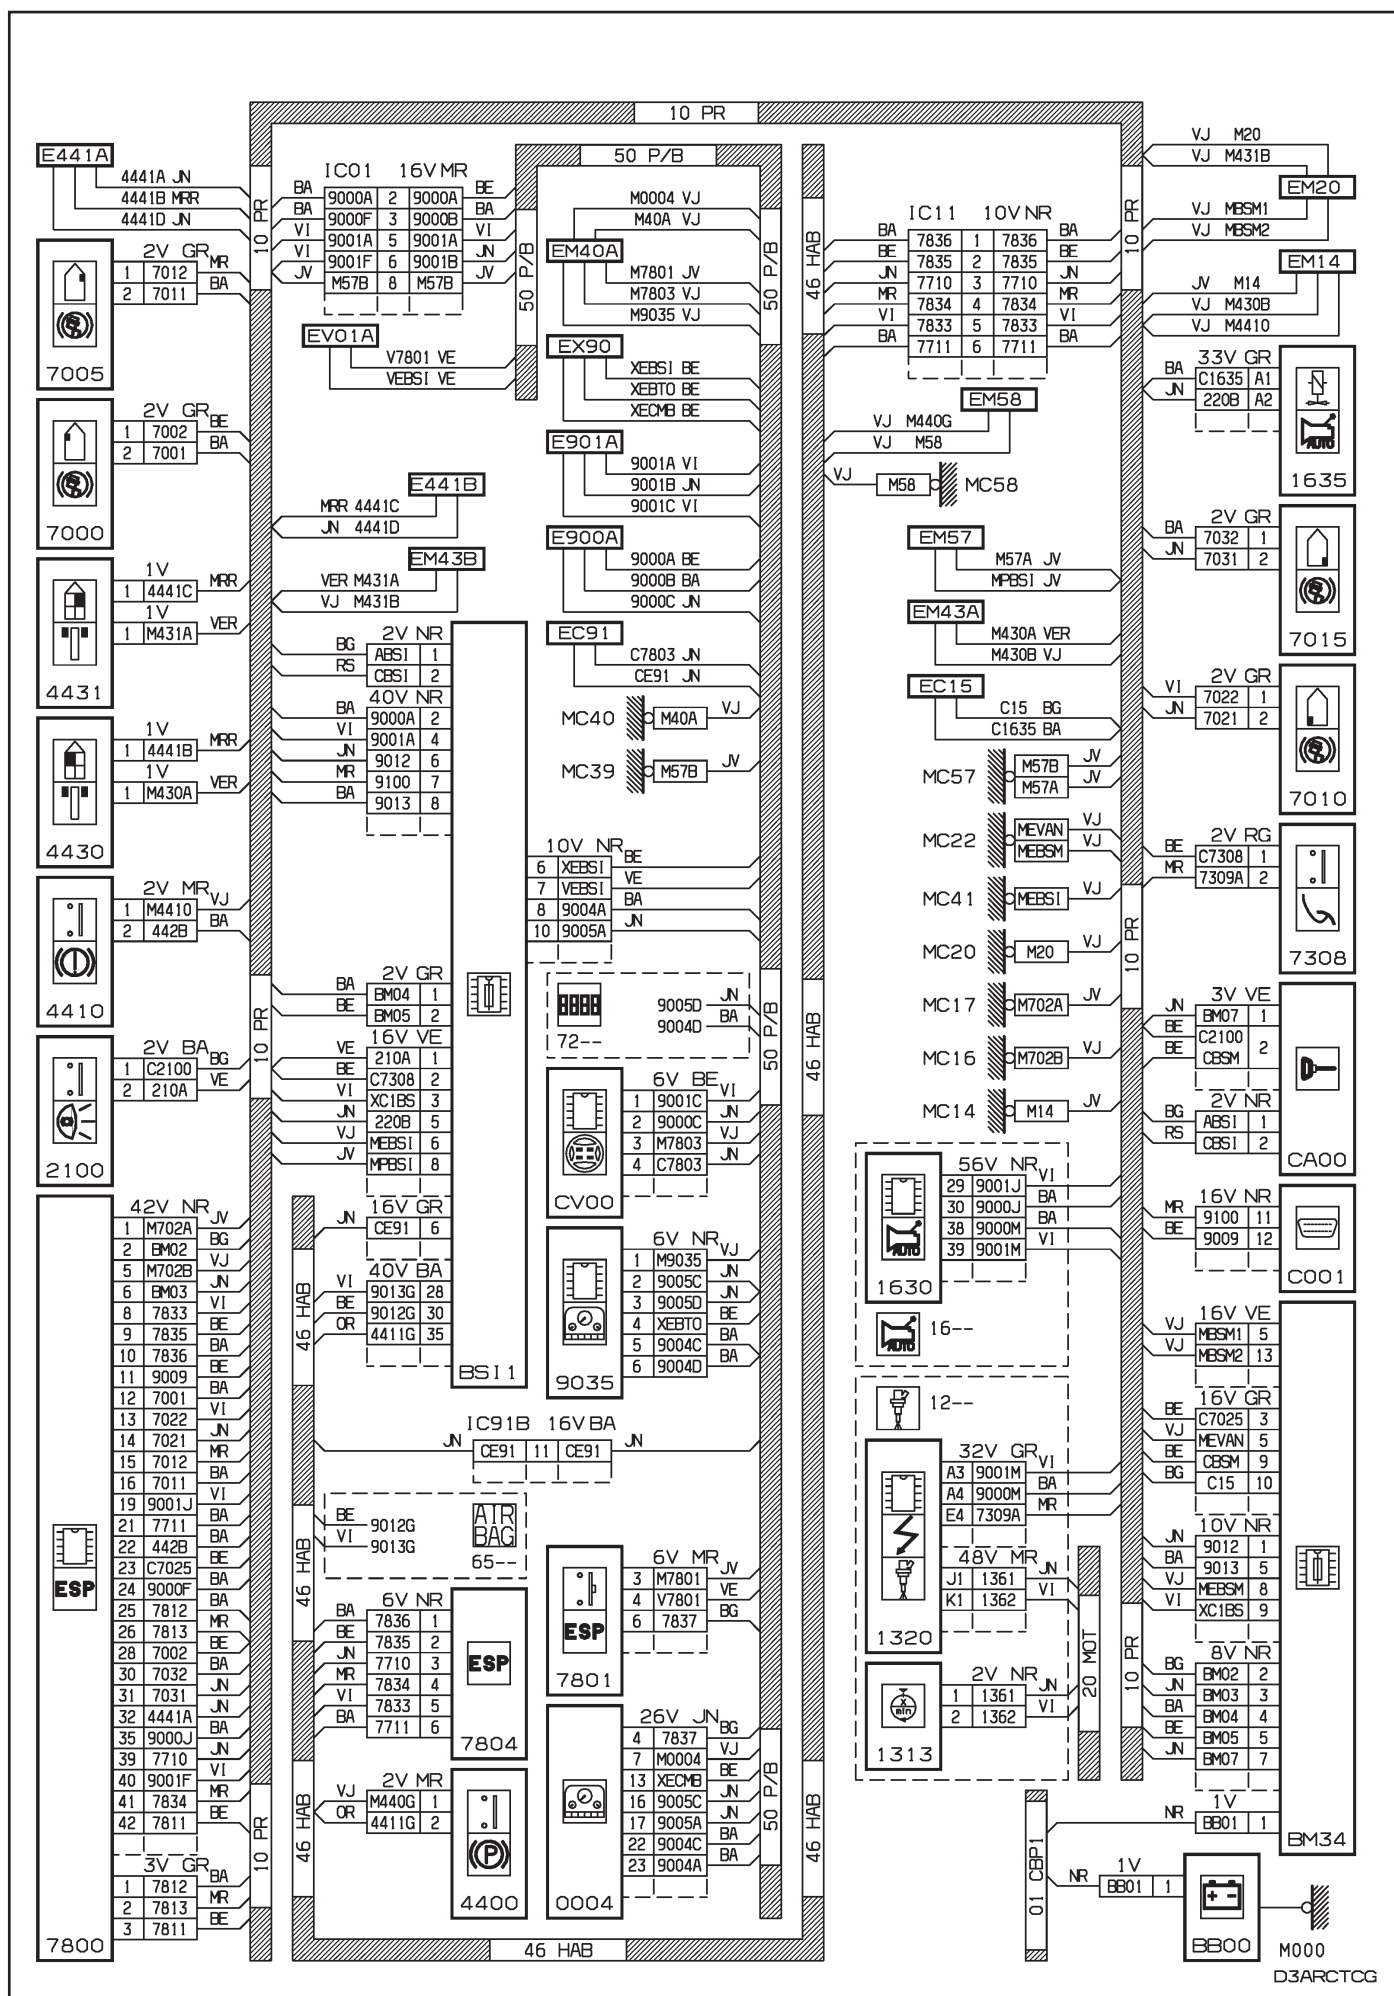 10 PR
50 P/B
E441A
4441A JN
4441B MRR
4441D JN
10 PR
2V GR
1 7012 MR
2 7011 BA
7005
2V GR
1 7002 BE
2 7001 BA
7000
1V
1 4441C MRR
1V
1 M431A VER
4431
1V
1 4441B MRR
1V
1 M430A VER
4430
2V MR
1 M4410 VJ
2 442B BA
4410
10 PR
2V BA
1 C2100 BG
2 210A VE
2100
42V NR
1 M702A JV
2 BM02 BG
5 M702B VJ
6 BM03 JN
8 7833 VI
9 7835 BE
10 7836 BA
11 9009 BE
12 7001 BA
13 7022 VI
14 7021 JN
15 7012 MR
16 7011 BA
19 9001J VI
21 7711 BA
22 442B BA
23 C7025 BE
24 9000F BA
25 7812 BA
26 7813 MR
28 7002 BE
30 7032 BA
31 7031 JN
32 4441A JN
35 9000J BA
39 7710 JN
40 9001F VI
41 7834 MR
42 7811 BE
ESP
3V GR
1 7812 BA
2 7813 MR
3 7811 BE
7800
10 PR
IC01 16V MR
BA 9000A 2 9000A BE
BA 9000F 3 9000B BA
VI 9001A 5 9001A VI
VI 9001F 6 9001B JN
JV M57B 8 M57B JV
50 P/B
EV01A
V7801 VE
VEBSI VE
E441B
MRR 4441C
JN 4441D
EM43B
VER M431A
VJ M431B
2V NR
BG ABSI 1
RS CBSI 2
40V NR
BA 9000A 2
VI 9001A 4
JN 9012 6
MR 9100 7
BA 9013 8
2V GR
BA BM04 1
BE BM05 2
16V VE
VE 210A 1
BE C7308 2
VI XC1BS 3
JN 220B 5
VJ MEBSI 6
JV MPBSI 8
16V GR
JN CE91 6
40V BA
VI 9013G 28
BE 9012G 30
OR 4411G 35
BSI1
46 HAB
10V NR
6 XEBSI BE
7 VEBSI VE
8 9004A BA
10 9005A JN
IC91B 16V BA
JN CE91 11 CE91 JN
BE 9012G
VI 9013G
AIR
BAG
65--
46 HAB
6V NR
BA 7836 1
BE 7835 2
JN 7710 3
MR 7834 4
VI 7833 5
BA 7711 6
ESP
7804
2V MR
VJ M440G 1
OR 4411G 2
4400
46 HAB
46 HAB
M0004 VJ
M40A VJ
EM40A
M7801 JV
M7803 VJ
M9035 VJ
50 P/B
EX90
XEBSI BE
XEBTO BE
XECMB BE
E901A
9001A VI
9001B JN
9001C VI
E900A
9000A BE
9000B BA
9000C JN
EC91
C7803 JN
CE91 JN
MC40 M40A VJ
MC39 M57B JV
72--
9005D JN
9004D BA
50 P/B
6V BE
1 9001C VI
2 9000C JN
3 M7803 VJ
4 C7803 JN
CV00
6V NR
1 M9035 VJ
2 9005C JN
3 9005D JN
4 XEBTO BE
5 9004C BA
6 9004D BA
9035
6V MR
3 M7801 JV
4 V7801 VE
6 7837 BG
ESP
7801
26V JN
4 7837 BG
7 M0004 VJ
13 XECMB BE
16 9005C JN
17 9005A JN
22 9004C BA
23 9004A BA
0004
50 P/B
46 HAB
46 HAB
46 HAB
IC11 10V NR
BA 7836 1 7836 BA
BE 7835 2 7835 BE
JN 7710 3 7710 JN
MR 7834 4 7834 MR
VI 7833 5 7833 VI
BA 7711 6 7711 BA
EM58
VJ M440G
VJ M58
VJ M58 MC58
EM57
M57A JV
MPBSI JV
EM43A
M430A VER
M430B VJ
EC15
C15 BG
C1635 BA
MC57 M57B JV
M57A JV
MC22 MEVAN VJ
MEBSM VJ
MC41 MEBSI VJ
MC20 M20 VJ
MC17 M702A JV
MC16 M702B VJ
MC14 M14 JV
56V NR
29 9001J VI
30 9000J BA
38 9000M BA
39 9001M VI
AUTO
1630
AUTO
16--
12--
32V GR
A3 9001M VI
A4 9000M BA
E4 7309A MR
48V MR
J1 1361 JN
K1 1362 VI
1320
2V NR
1 1361 JN
2 1362 VI
x
min
1313
20 MOT
10 PR
10 PR
10 PR
VJ M20
VJ M431B
EM20
VJ MBSM1
VJ MBSM2
EM14
JV M14
VJ M430B
VJ M4410
33V GR
BA C1635 A1
JN 220B A2
AUTO
1635
2V GR
BA 7032 1
JN 7031 2
7015
2V GR
VI 7022 1
JN 7021 2
7010
2V RG
BE C7308 1
MR 7309A 2
7308
3V VE
JN BM07 1
BE C2100 2
BE CBSM
2V NR
BG ABSI 1
RS CBSI 2
CA00
16V NR
MR 9100 11
BE 9009 12
C001
16V VE
VJ MBSM1 5
VJ MBSM2 13
16V GR
BE C7025 3
VJ MEVAN 5
BE CBSM 9
BG C15 10
10V NR
JN 9012 1
BA 9013 5
VJ MEBSM 8
VI XC1BS 9
8V NR
BG BM02 2
JN BM03 3
BA BM04 4
BE BM05 5
JN BM07 7
1V
NR BB01 1
BM34
01 CBP1
1V
NR BB01 1
BB00
M000
D3ARCTCG